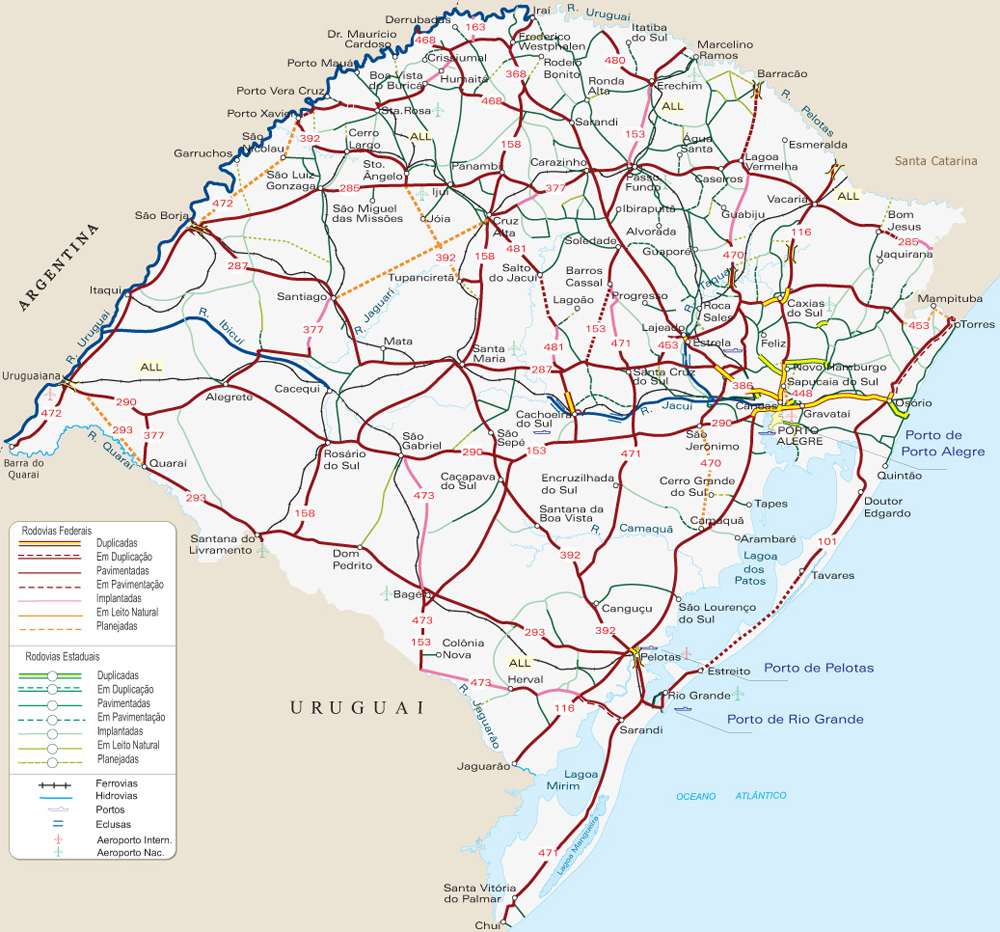 Derrubadas
163
Iraí
R. Uruguai
Dr. Maurício
Cardoso
468
Frederico
Westphalen
Itatiba
do Sul
Crissiumal
Marcelino
Ramos
Porto Mauá
Boa Vista
do Buricá
Humaitá
368
Rodeio
Bonito
480
Ronda
Alta
Erechim
Barracão
Porto Vera Cruz
468
ALL
R. Pelotas
Porto Xavier
Sta.Rosa
Sarandi
São
Nicolau
392
Cerro
Largo
ALL
158
153
Água
Santa
Esmeralda
Garruchos
Sto.
Ângelo
Panambi
Carazinho
Lagoa
Vermelha
Santa Catarina
São Luiz
Gonzaga
285
Ijuí
377
Passo
Fundo
Caseiros
Vacaria
ALL
472
São Borja
São Miguel
das Missões
Jóia
Cruz
Alta
Ibirapuitã
Guabiju
116
Bom
Jesus
Alvorada
285
ARGENTINA
392
158
481
Soledade
Guaporé
470
Jaquirana
287
Salto
do Jacuí
Barros
Cassal
R. Taquari
Tupanciretã
Itaqui
Santiago
R. Jaguari
Lagoão
Progresso
Roca
Sales
Caxias
do Sul
Mampituba
R. Uruguai
R. Ibicuí
377
153
Lajeado
453
Torres
Mata
Santa
Maria
481
471
453
Estrela
Feliz
Uruguaiana
ALL
287
Santa Cruz
do Sul
Novo Hamburgo
386
Sapucaia do Sul
448
Alegrete
Cacequi
472
290
Cachoeira
do Sul
R. Jacuí
Canoas
Gravataí
Osório
293
377
São
Gabriel
São
Sepé
290
São
Jerônimo
PORTO
ALEGRE
Porto de
Porto Alegre
R. Quaraí
Barra do
Quarai
Quaraí
Rosário
do Sul
290
153
471
470
Quintão
293
473
Caçapava
do Sul
Encruzilhada
do Sul
Cerro Grande
do Sul
Doutor
Edgardo
158
Santana da
Boa Vista
R. Camaquã
Camaquã
Tapes
Santana do
Livramento
Dom
Pedrito
392
Arambaré
101
Lagoa
dos
Patos
Tavares
Bagé
Canguçu
São Lourenço
do Sul
473
153
293
392
Colônia
Nova
ALL
Pelotas
Estreito
Porto de Pelotas
473
Herval
Rio Grande
Porto de Rio Grande
URUGUAI
R. Jaguarão
116
Sarandi
Jaguarão
Lagoa
Mirim
OCEANO ATLÂNTICO
Lagoa Mangueira
471
Santa Vitória
do Palmar
Chuí
Rodovias Federais
Duplicadas
Em Duplicação
Pavimentadas
Em Pavimentação
Implantadas
Em Leito Natural
Planejadas
Rodovias Estaduais
Duplicadas
Em Duplicação
Pavimentadas
Em Pavimentação
Implantadas
Em Leito Natural
Planejadas
Ferrovias
Hidrovias
Portos
Eclusas
Aeroporto Intern.
Aeroporto Nac.